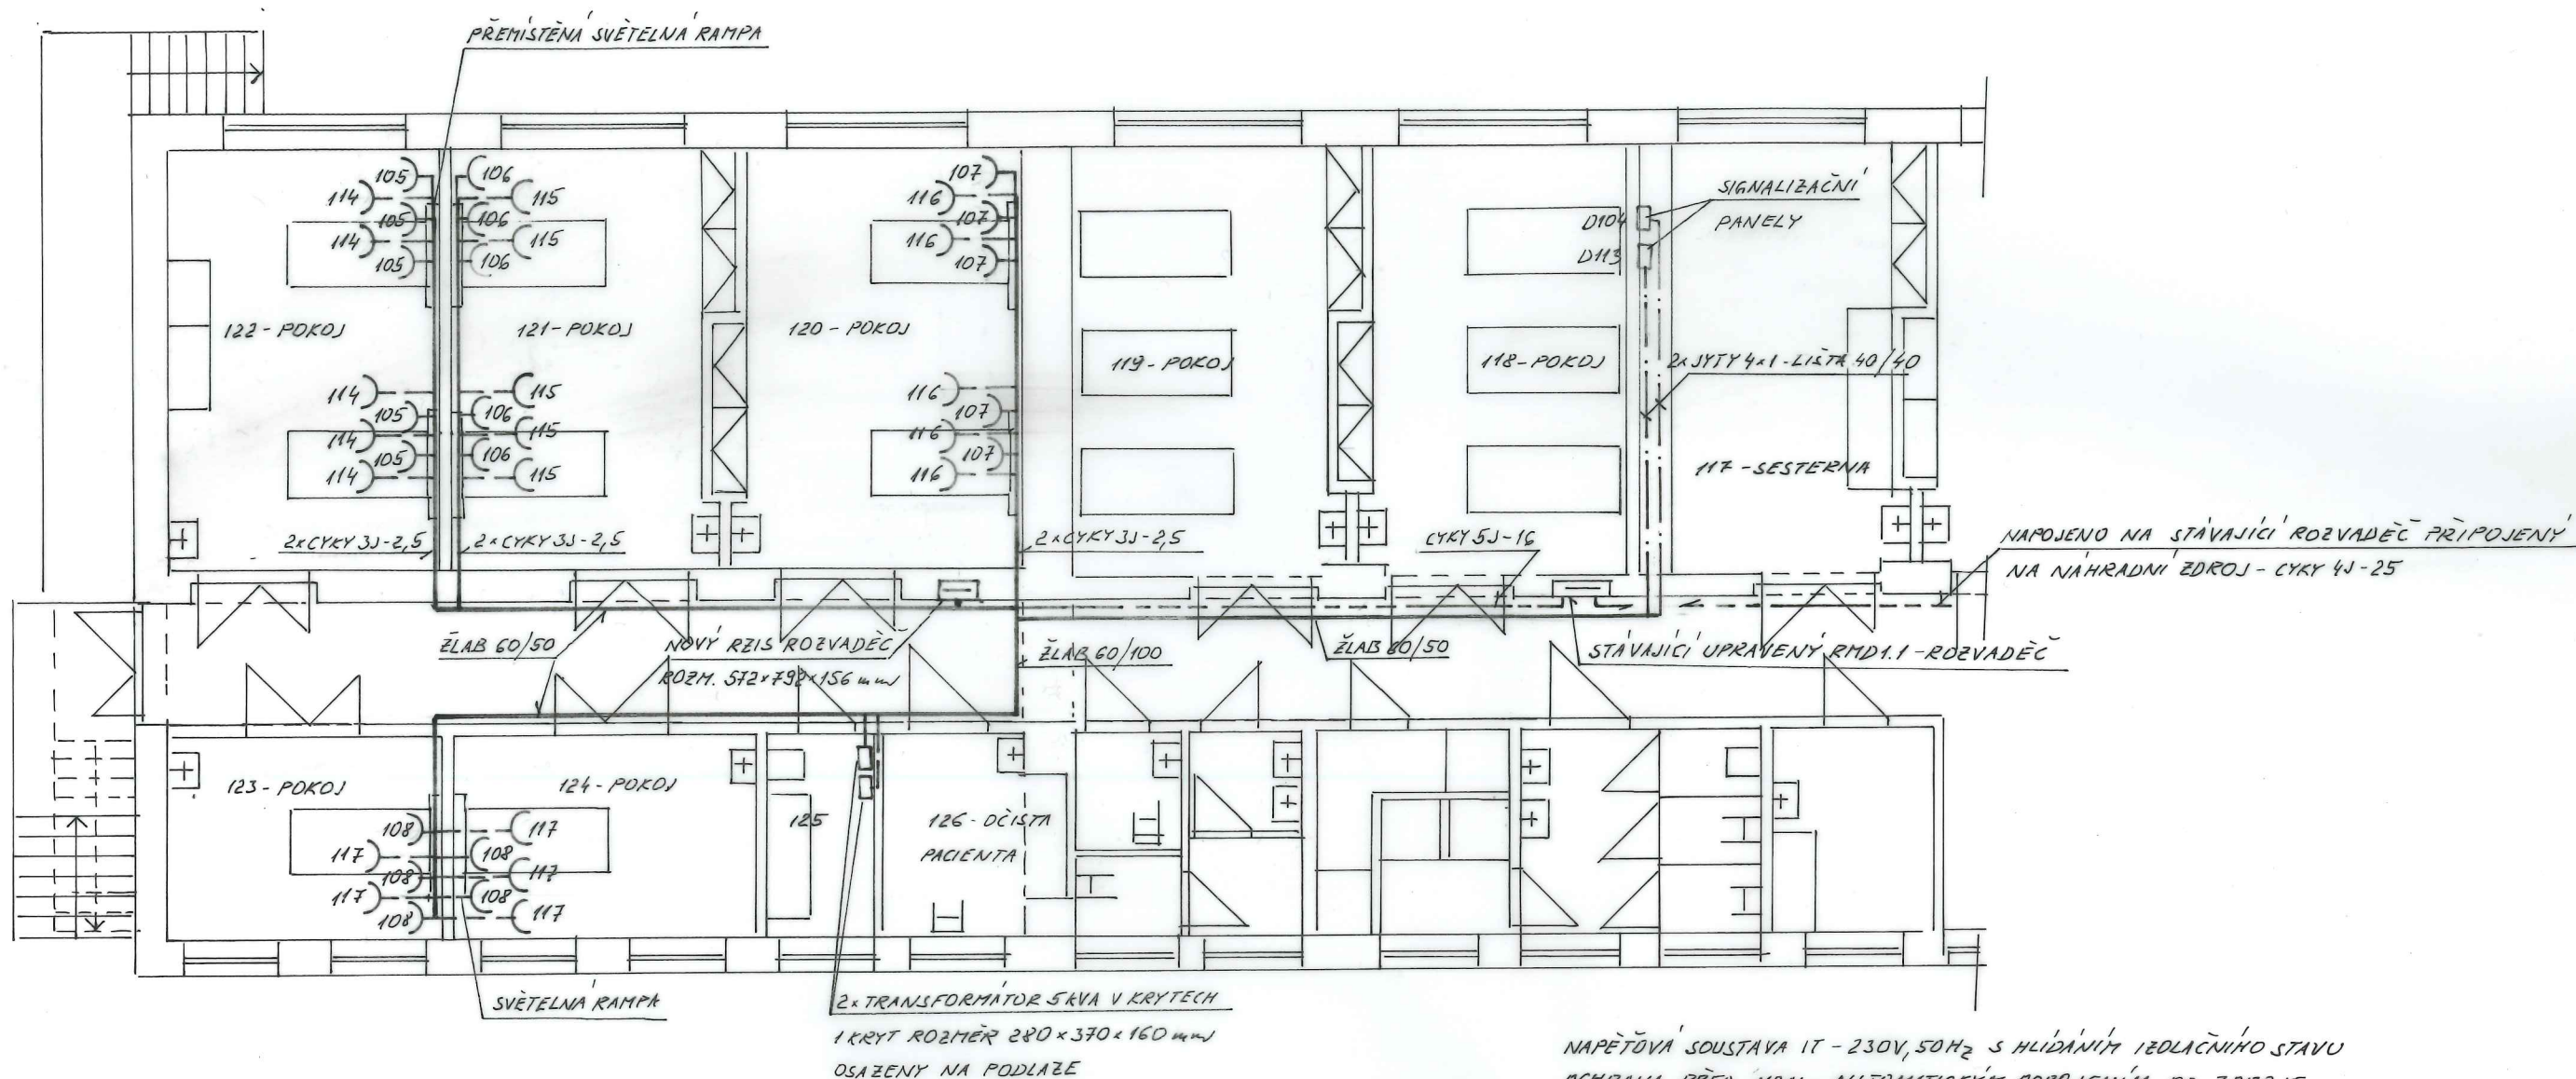 PŘEMÍSTĚNÁ SVĚTELNÁ RAMPA
105 106 107
114 115 116
105 106 107
114 115 116
105 106 107
SIGNALIZAČNÍ
PANELY
D104
D113
122 - POKOJ
121 - POKOJ
120 - POKOJ
119 - POKOJ
118 - POKOJ
2x JYTY 4x1 - LIŠTA 40/40
114 115 116
105 106 107
114 115 116
105 106 107
114 115 116
117 - SESTERNA
2x CYKY 3J-2,5
2x CYKY 3J-2,5
2x CYKY 3J-2,5
CYKY 5J-16
NAPOJENO NA STÁVAJÍCÍ ROZVADĚČ PŘIPOJENÝ
NA NÁHRADNÍ ZDROJ - CYKY 4J-25
ŽLAB 60/50
NOVÝ RZIS ROZVADĚČ
ROZM. 572x792x156 mm
ŽLAB 60/100
ŽLAB 60/50
STÁVAJÍCÍ UPRAVENÝ RMD1.1 - ROZVADĚČ
123 - POKOJ
124 - POKOJ
125
126 - OČISTA
PACIENTA
108 117
117 108
108 117
117 108
108 117
SVĚTELNÁ RAMPA
2x TRANSFORMÁTOR 5 kVA V KRYTECH
1 KRYT ROZMĚR 280 x 370 x 160 mm
OSAZENY NA PODLAZE
NAPĚŤOVÁ SOUSTAVA IT - 230V, 50Hz S HLÍDÁNÍM IZOLAČNÍHO STAVU